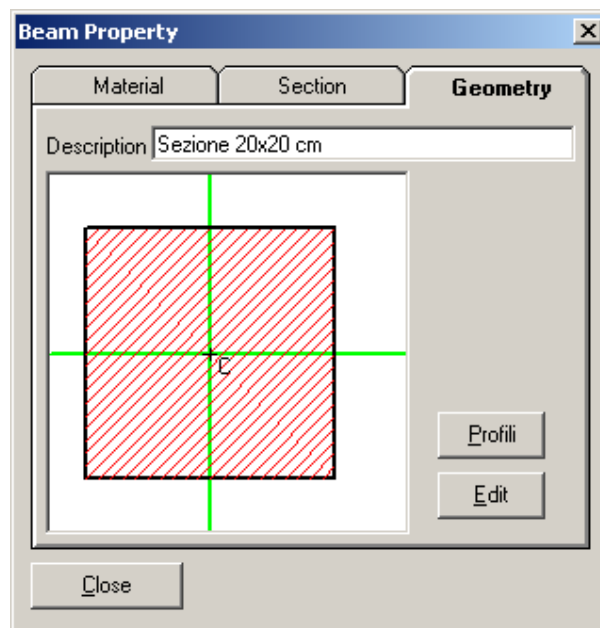 Beam Property
Material Section Geometry
Description Sezione 20x20 cm
C
Profili
Edit
Close